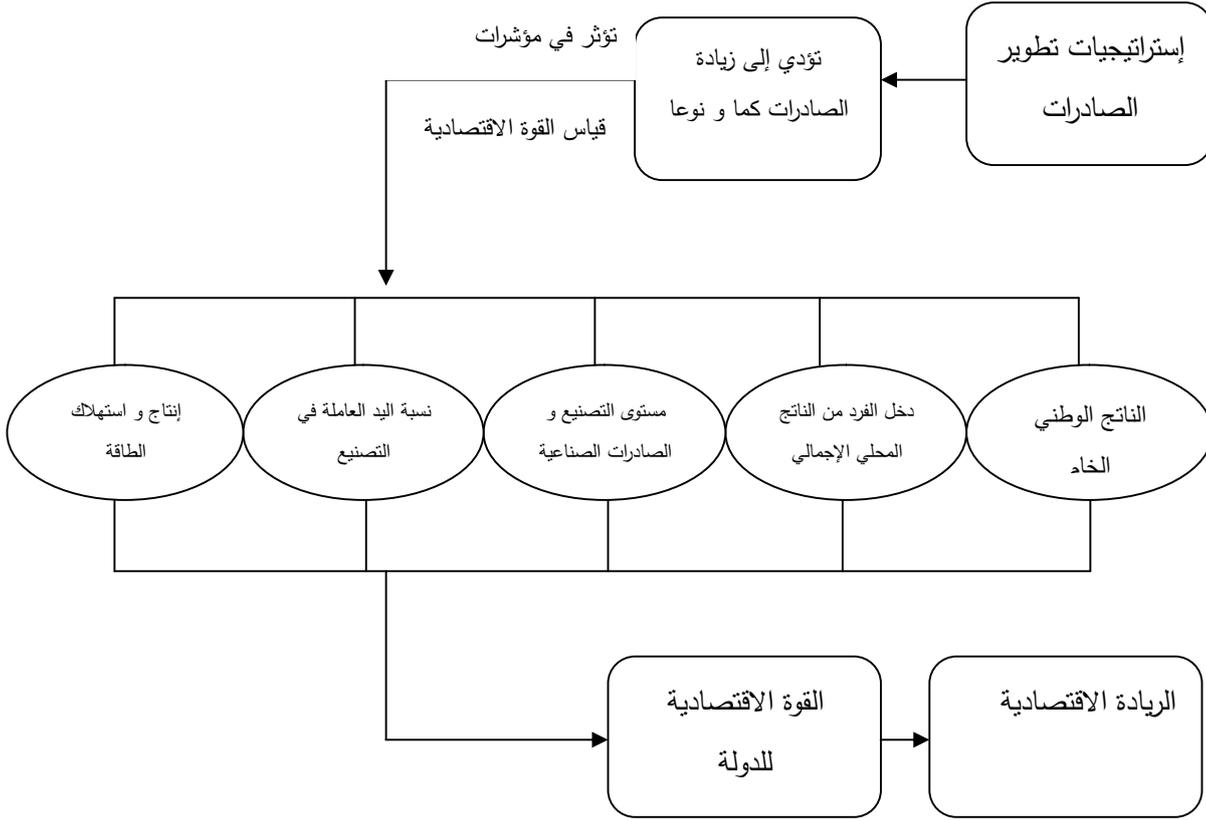 إستراتيجيات تطوير
الصادرات
تؤدي إلى زيادة
الصادرات كما و نوعا
تؤثر في مؤشرات
قياس القوة الاقتصادية
الناتج الوطني
الخام
دخل الفرد من الناتج
المحلي الإجمالي
مستوى التصنيع و
الصادرات الصناعية
نسبة اليد العاملة في
التصنيع
إنتاج و استهلاك
الطاقة
القوة الاقتصادية
للدولة
الريادة الاقتصادية